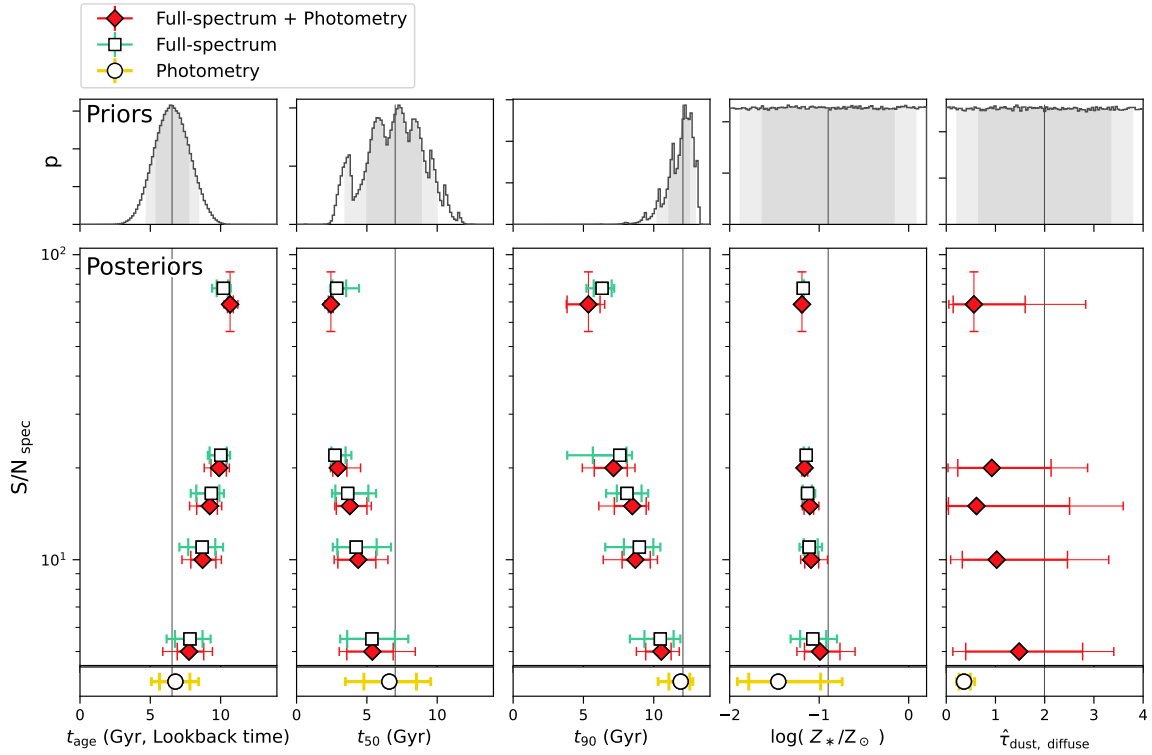 Full-spectrum + Photometry
Full-spectrum
Photometry
Priors
p
Posteriors
10²
10¹
S/N spec
0 5 10
0 5 10
0 5 10
−2 −1 0
0 1 2 3 4
t_age (Gyr, Lookback time)
t_50 (Gyr)
t_90 (Gyr)
log( Z_*/Z_⊙ )
τ̂_dust, diffuse